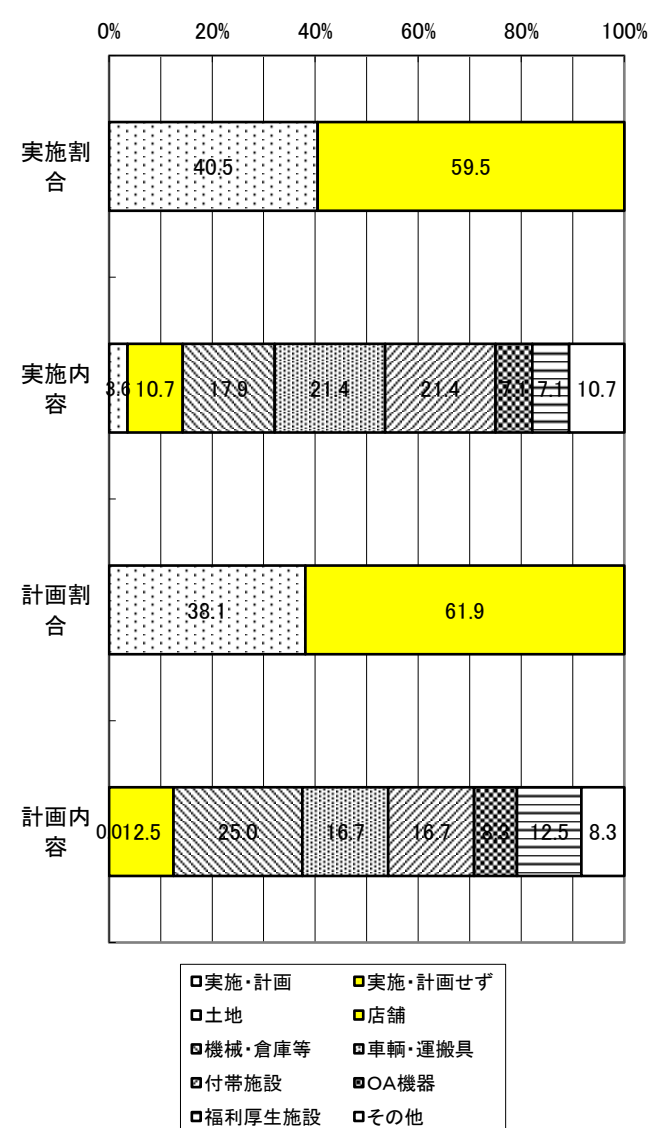 0% 20% 40% 60% 80% 100%
実施割
合
40.5 59.5
実施内
容
3.6 10.7 17.9 21.4 21.4 7.1 7.1 10.7
計画割
合
38.1 61.9
計画内
容
0.0 12.5 25.0 16.7 16.7 8.3 12.5 8.3
実施・計画 実施・計画せず
土地 店舗
機械・倉庫等 車輌・運搬具
付帯施設 OA機器
福利厚生施設 その他